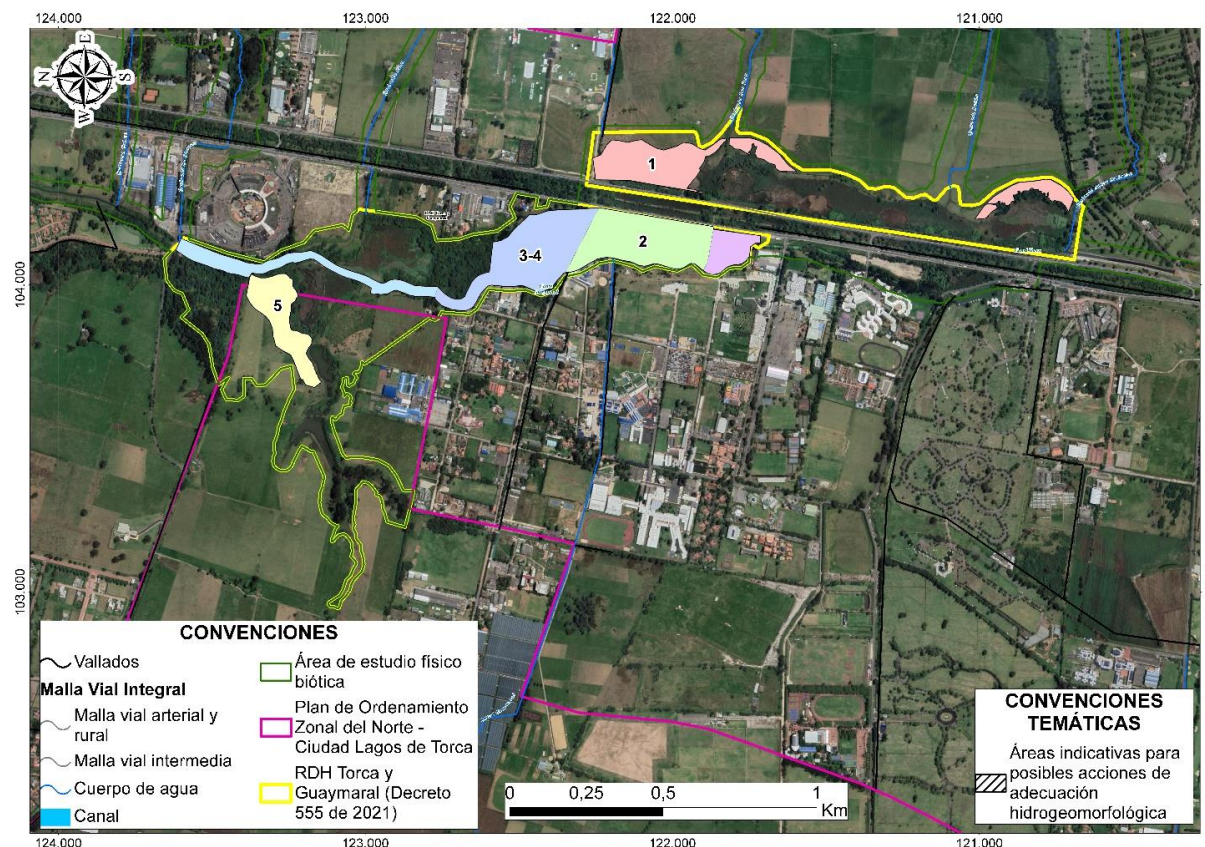 124.000 123.000 122.000 121.000
E
N S
W
104.000
103.000
1
2
3-4
5
CONVENCIONES
Vallados
Malla Vial Integral
Malla vial arterial y
rural
Malla vial intermedia
Cuerpo de agua
Canal
Área de estudio físico
biótica
Plan de Ordenamiento
Zonal del Norte -
Ciudad Lagos de Torca
RDH Torca y
Guaymaral (Decreto
555 de 2021)
0 0,25 0,5 1
Km
CONVENCIONES
TEMÁTICAS
Áreas indicativas para
posibles acciones de
adecuación
hidrogeomorfológica
124.000 123.000 122.000 121.000